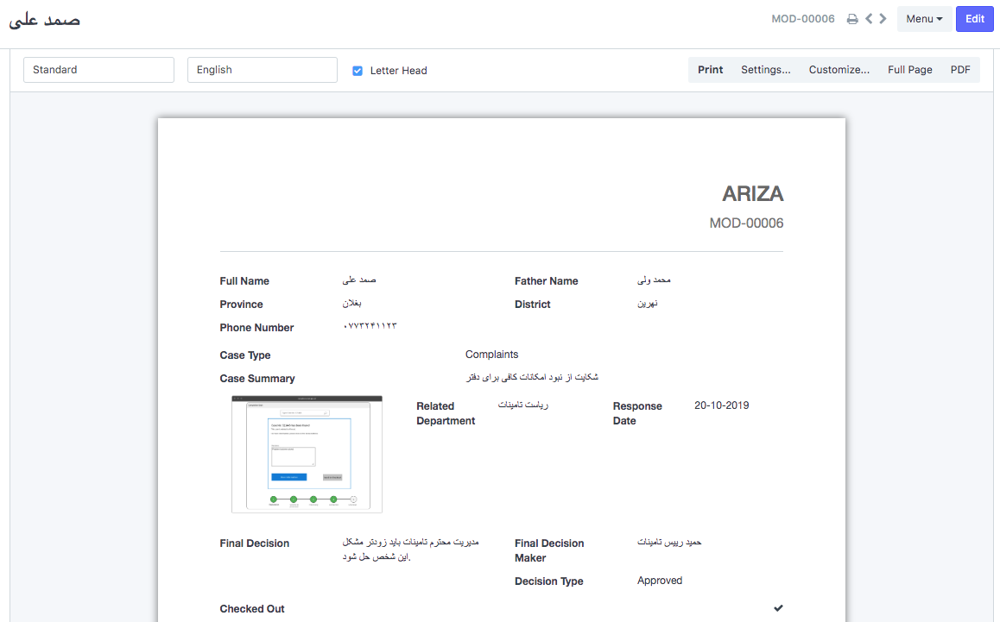 صمد علی
MOD-00006
Menu
Edit
Standard
English
Letter Head
Print
Settings...
Customize...
Full Page
PDF
ARIZA
MOD-00006
Full Name
صمد علی
Father Name
محمد ولی
Province
بغلان
District
نهرین
Phone Number
۰۷۷۳۲۴۱۱۲۳
Case Type
Complaints
Case Summary
شکایت از نبود امکانات کافی برای دفتر
Related
Department
ریاست تامینات
Response
Date
20-10-2019
Final Decision
مدیریت محترم تامینات باید زودتر مشکل
این شخص حل شود.
Final Decision
Maker
حمید رییس تامینات
Decision Type
Approved
Checked Out